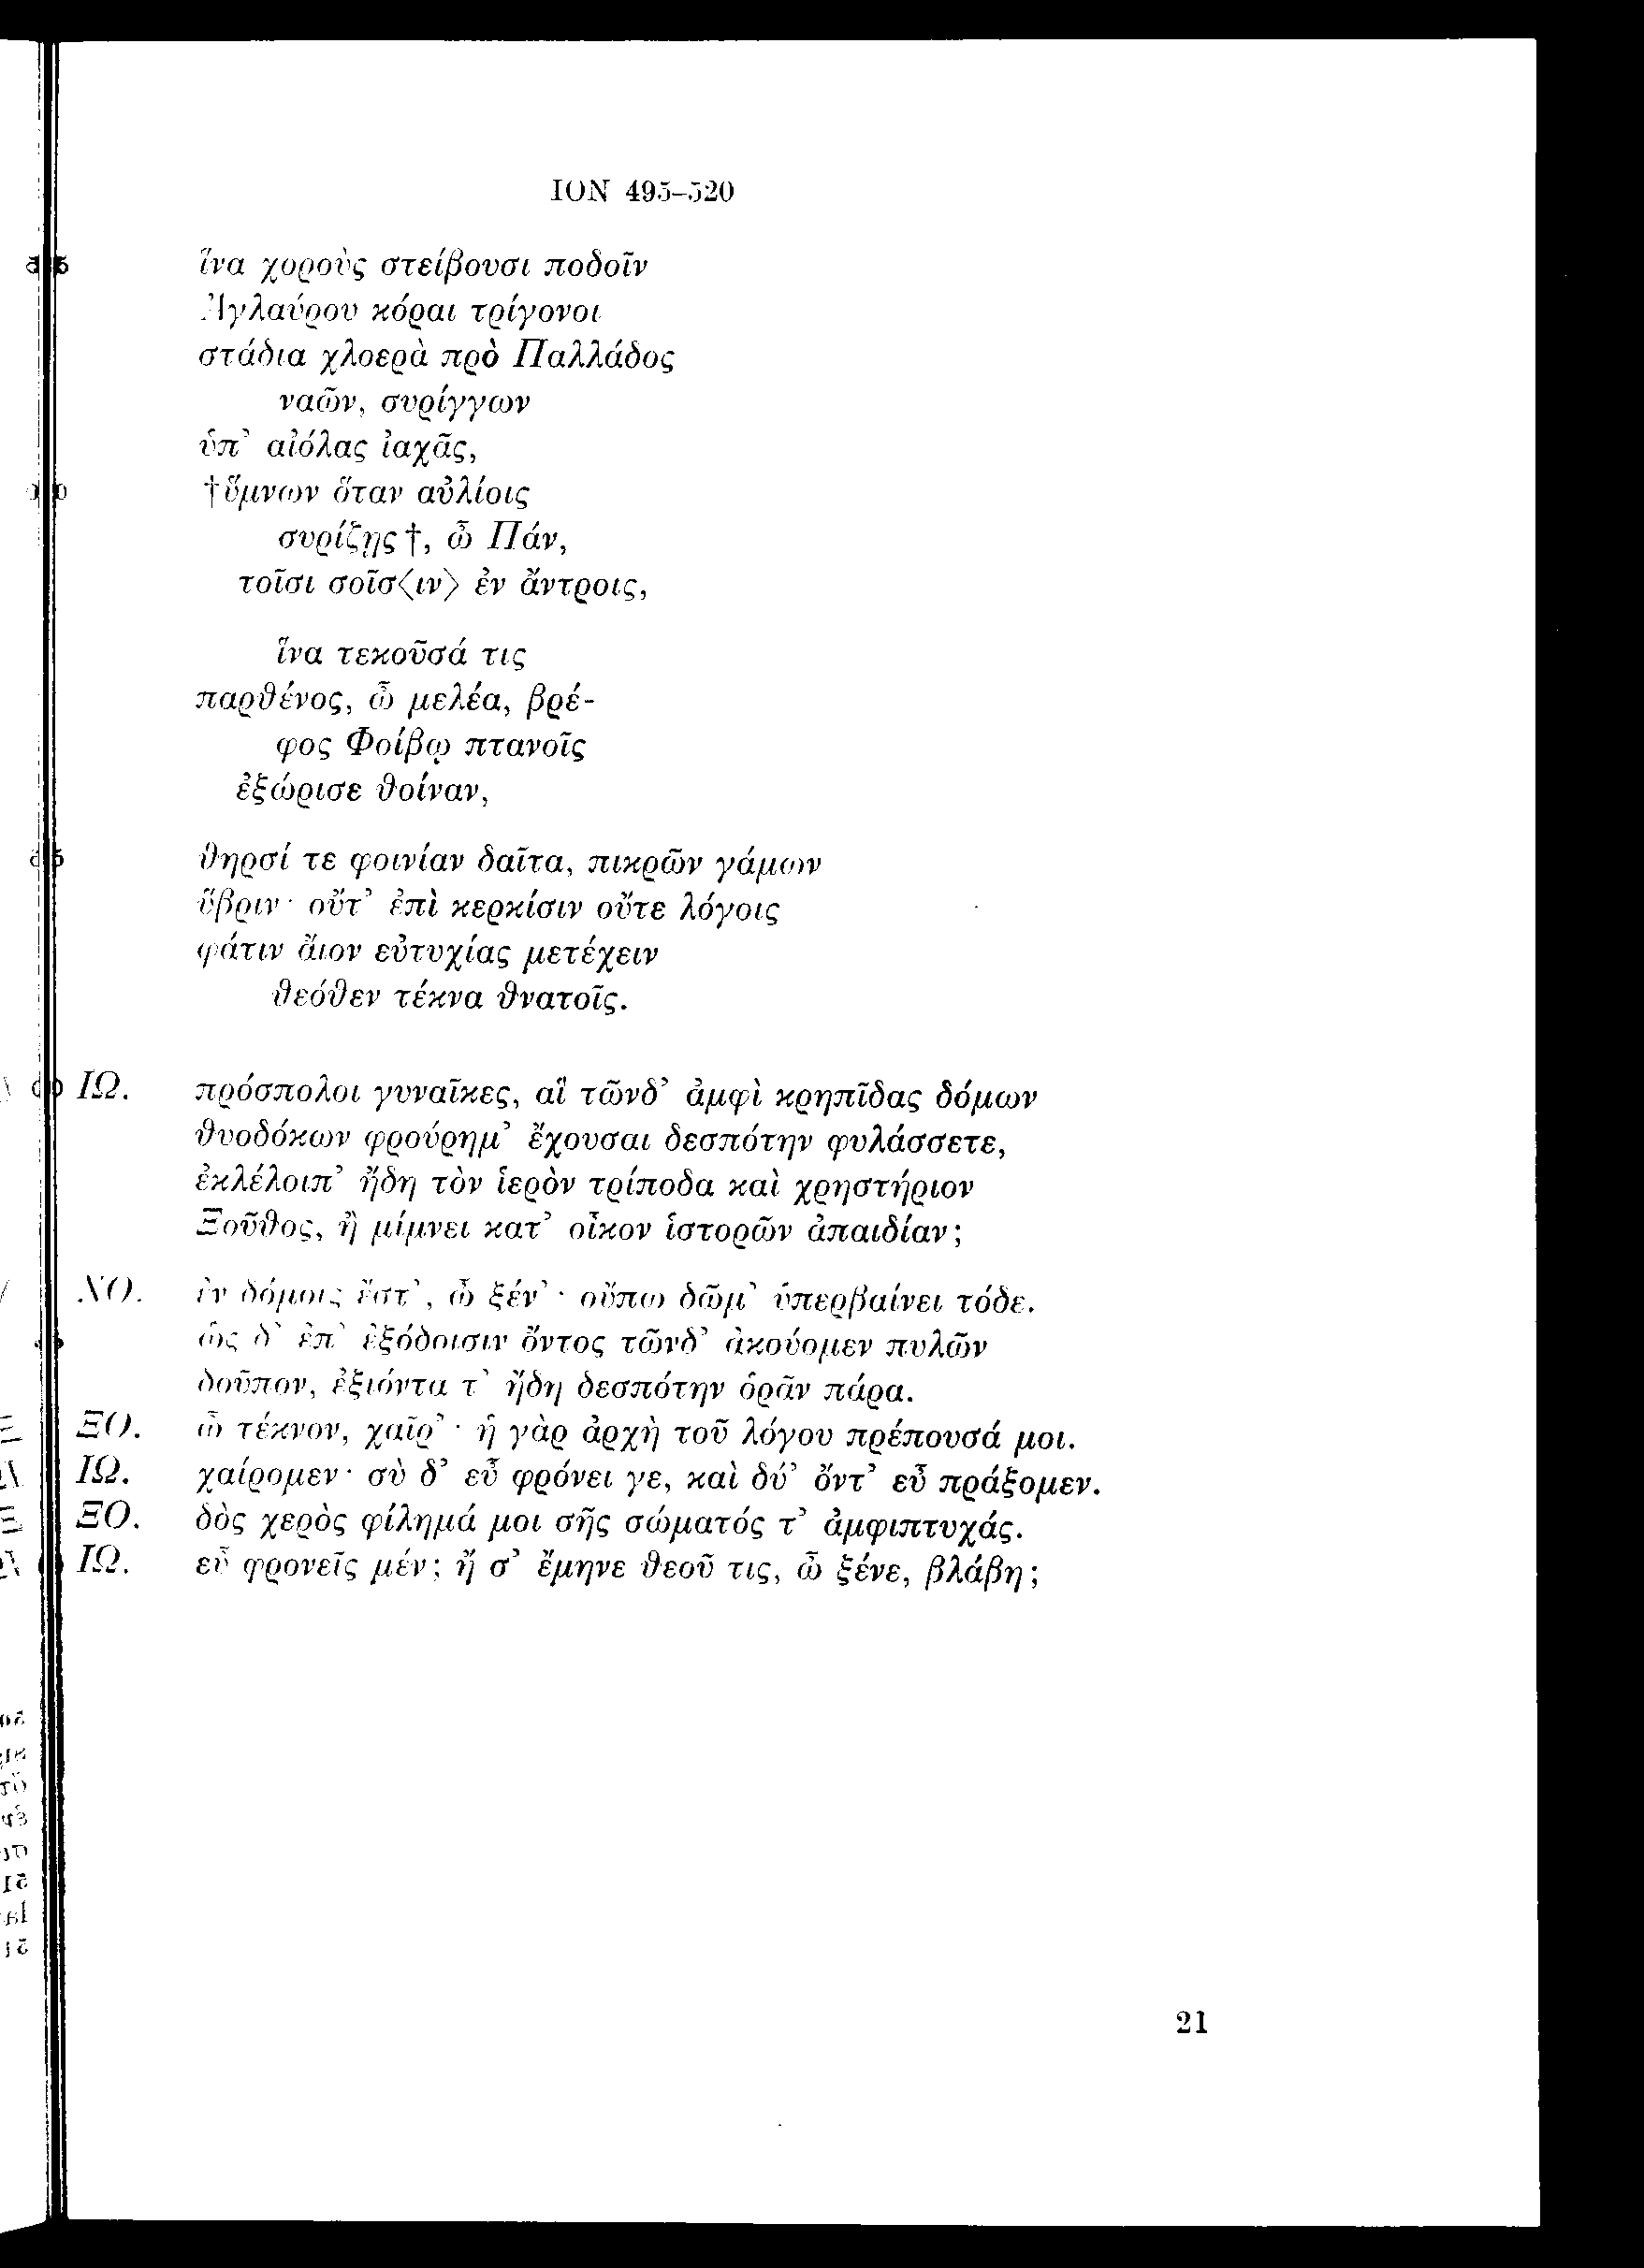 ION 495–520
ἵνα χοροὺς στείβουσι ποδοῖν
Ἀγλαύρου κόραι τρίγονοι
στάδια χλοερὰ πρὸ Παλλάδος
ναῶν, συρίγγων
ὑπ’ αἰόλας ἰαχᾶς,
†ὕμνων ὅταν αὐλίοις
συρίζῃς†, ὦ Πάν,
τοῖσι σοῖσ⟨ιν⟩ ἐν ἄντροις,
ἵνα τεκοῦσά τις
παρθένος, ὦ μελέα, βρέ-
φος Φοίβῳ πτανοῖς
ἐξώρισε θοίναν,
θηρσί τε φοινίαν δαῖτα, πικρῶν γάμων
ὕβριν· οὔτ’ ἐπὶ κερκίσιν οὔτε λόγοις
φάτιν ἄιον εὐτυχίας μετέχειν
θεόθεν τέκνα θνατοῖς.
ΙΩ. πρόσπολοι γυναῖκες, αἳ τῶνδ’ ἀμφὶ κρηπῖδας δόμων
θυοδόκων φρούρημ’ ἔχουσαι δεσπότην φυλάσσετε,
ἐκλέλοιπ’ ἤδη τὸν ἱερὸν τρίποδα καὶ χρηστήριον
Ξοῦθος, ἢ μίμνει κατ’ οἶκον ἱστορῶν ἀπαιδίαν;
ΧΟ. ἐν δόμοις ἔστ’, ὦ ξέν’· οὔπω δῶμ’ ὑπερβαίνει τόδε.
ὡς δ’ ἐπ’ ἐξόδοισιν ὄντος τῶνδ’ ἀκούομεν πυλῶν
δοῦπον, ἐξιόντα τ’ ἤδη δεσπότην ὁρᾶν πάρα.
ΞΟ. ὦ τέκνον, χαῖρ’· ἡ γὰρ ἀρχὴ τοῦ λόγου πρέπουσά μοι.
ΙΩ. χαίρομεν· σὺ δ’ εὖ φρόνει γε, καὶ δύ’ ὄντ’ εὖ πράξομεν.
ΞΟ. δὸς χερὸς φίλημά μοι σῆς σώματός τ’ ἀμφιπτυχάς.
ΙΩ. εὖ φρονεῖς μέν; ἤ σ’ ἔμηνε θεοῦ τις, ὦ ξένε, βλάβη;
21